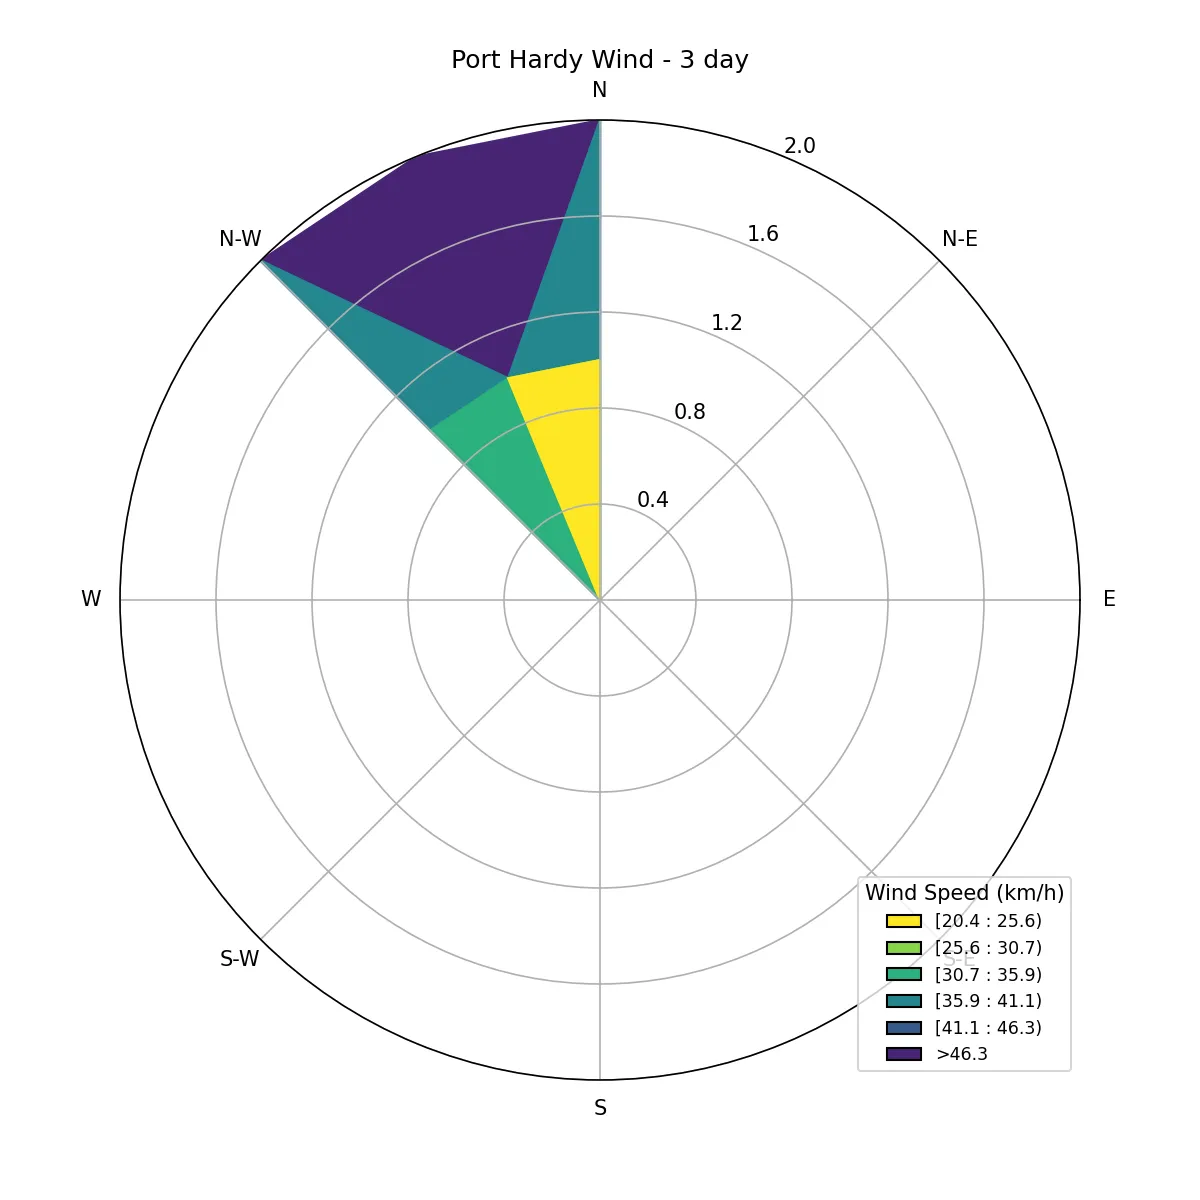 Port Hardy Wind - 3 day
N
2.0
N-W
N-E
1.6
1.2
0.8
0.4
W
E
Wind Speed (km/h)
[20.4 : 25.6)
[25.6 : 30.7)
S-W
S-E
[30.7 : 35.9)
[35.9 : 41.1)
[41.1 : 46.3)
>46.3
S